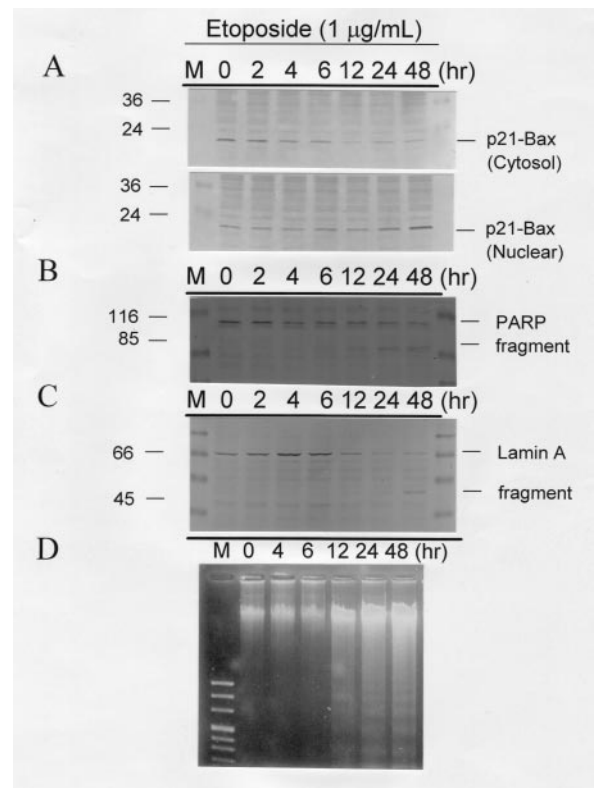 Etoposide (1 μg/mL)
A
M 0 2 4 6 12 24 48 (hr)
36
24
p21-Bax
(Cytosol)
36
24
p21-Bax
(Nuclear)
B
M 0 2 4 6 12 24 48 (hr)
116
PARP
85
fragment
C
M 0 2 4 6 12 24 48 (hr)
66
Lamin A
45
fragment
D
M 0 4 6 12 24 48 (hr)